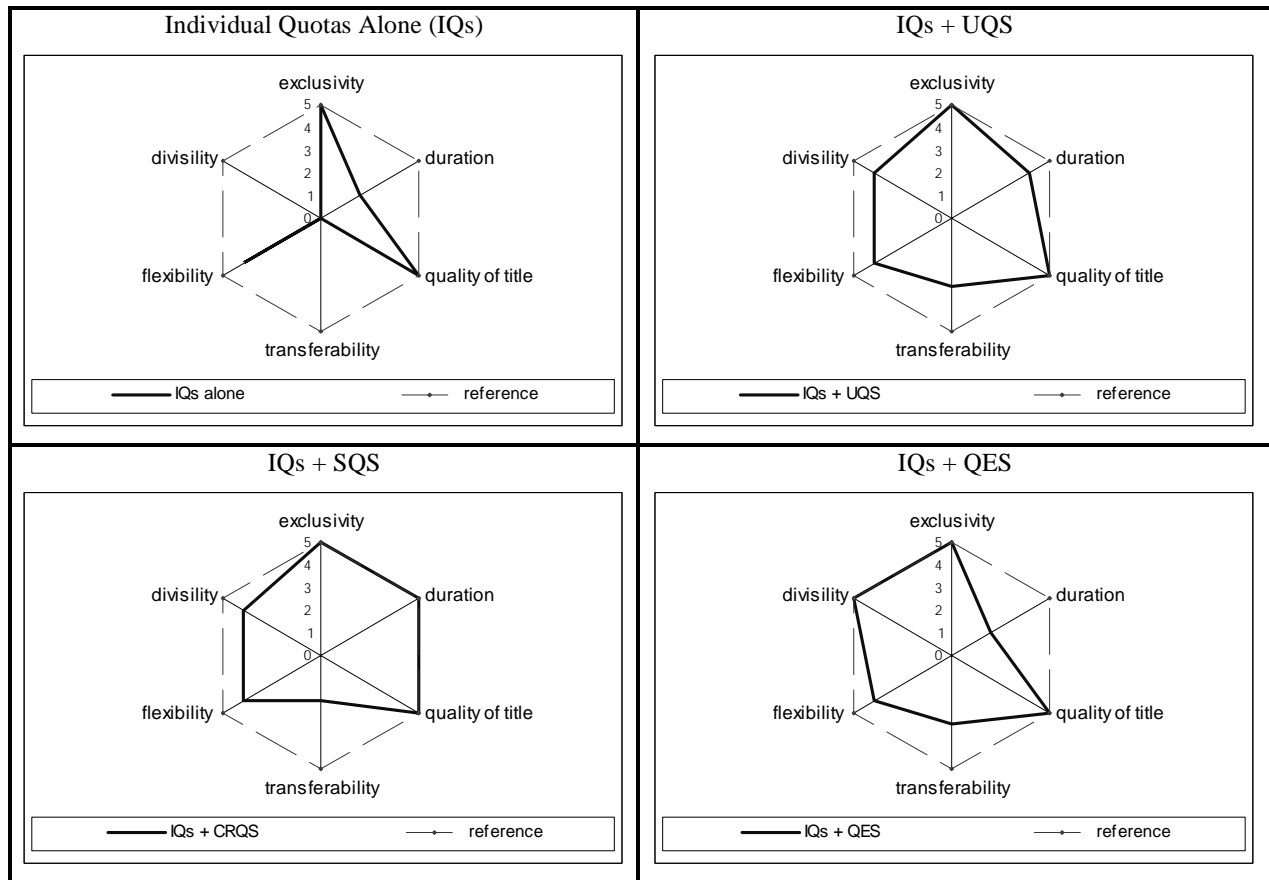 Individual Quotas Alone (IQs)
exclusivity
5
4
3
2
1
0
divisility
duration
flexibility
quality of title
transferability
IQs alone
reference
IQs + UQS
exclusivity
5
4
3
2
1
0
divisility
duration
flexibility
quality of title
transferability
IQs + UQS
reference
IQs + SQS
exclusivity
5
4
3
2
1
0
divisility
duration
flexibility
quality of title
transferability
IQs + CRQS
reference
IQs + QES
exclusivity
5
4
3
2
1
0
divisility
duration
flexibility
quality of title
transferability
IQs + QES
reference